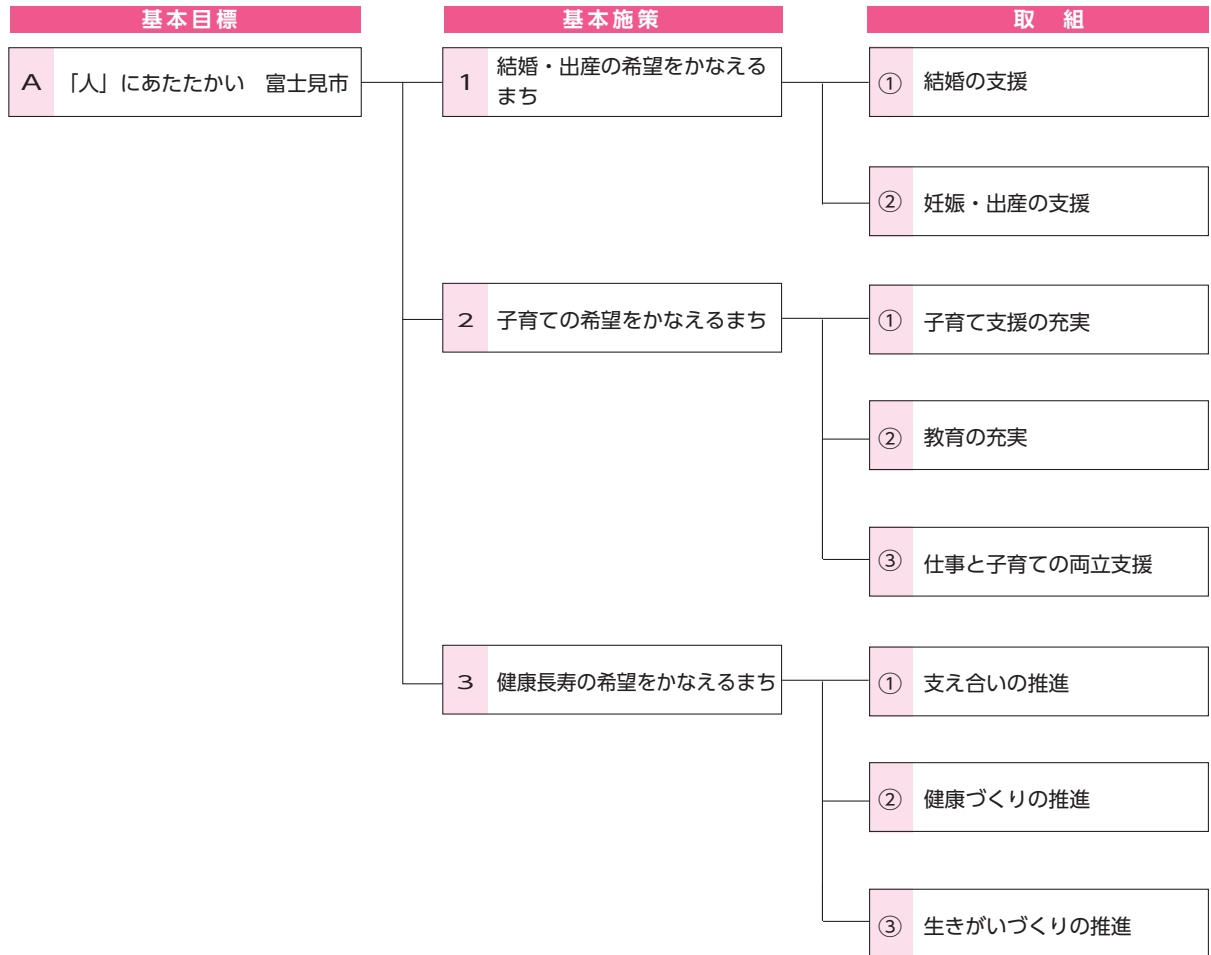 基本目標
基本施策
取　組
A 「人」にあたたかい　富士見市
1 結婚・出産の希望をかなえる
まち
① 結婚の支援
② 妊娠・出産の支援
2 子育ての希望をかなえるまち
① 子育て支援の充実
② 教育の充実
③ 仕事と子育ての両立支援
3 健康長寿の希望をかなえるまち
① 支え合いの推進
② 健康づくりの推進
③ 生きがいづくりの推進